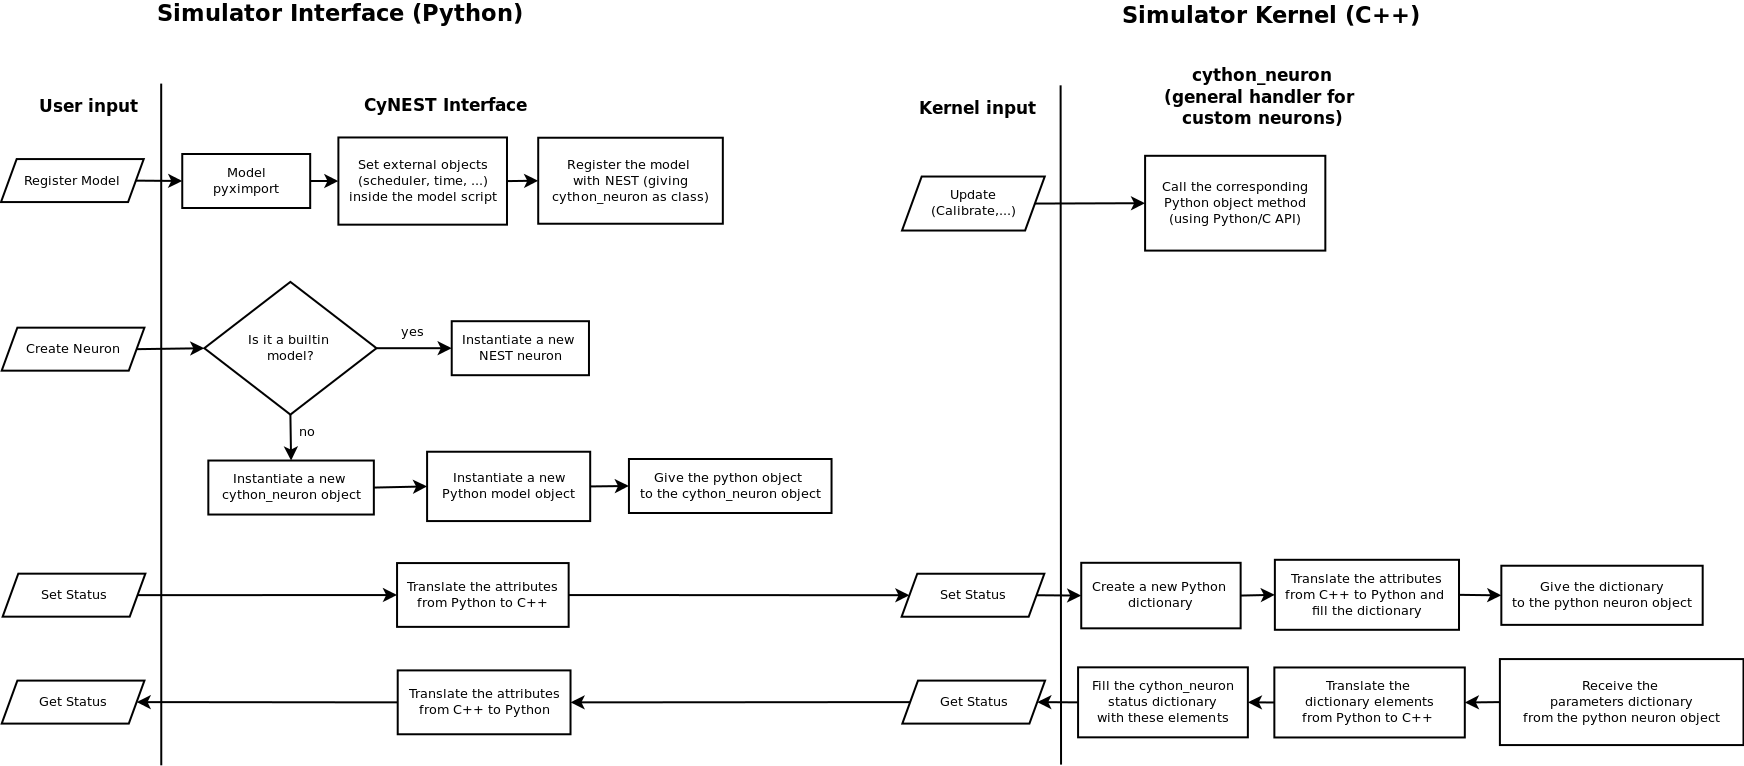 Simulator Interface (Python)
Simulator Kernel (C++)
User input
CyNEST Interface
Kernel input
cython_neuron
(general handler for
custom neurons)
Register Model
Model
pyximport
Set external objects
(scheduler, time, ...)
inside the model script
Register the model
with NEST (giving
cython_neuron as class)
Update
(Calibrate,...)
Call the corresponding
Python object method
(using Python/C API)
Create Neuron
Is it a builtin
model?
yes
Instantiate a new
NEST neuron
no
Instantiate a new
cython_neuron object
Instantiate a new
Python model object
Give the python object
to the cython_neuron object
Set Status
Translate the attributes
from Python to C++
Set Status
Create a new Python
dictionary
Translate the attributes
from C++ to Python and
fill the dictionary
Give the dictionary
to the python neuron object
Get Status
Translate the attributes
from C++ to Python
Get Status
Fill the cython_neuron
status dictionary
with these elements
Translate the
dictionary elements
from Python to C++
Receive the
parameters dictionary
from the python neuron object